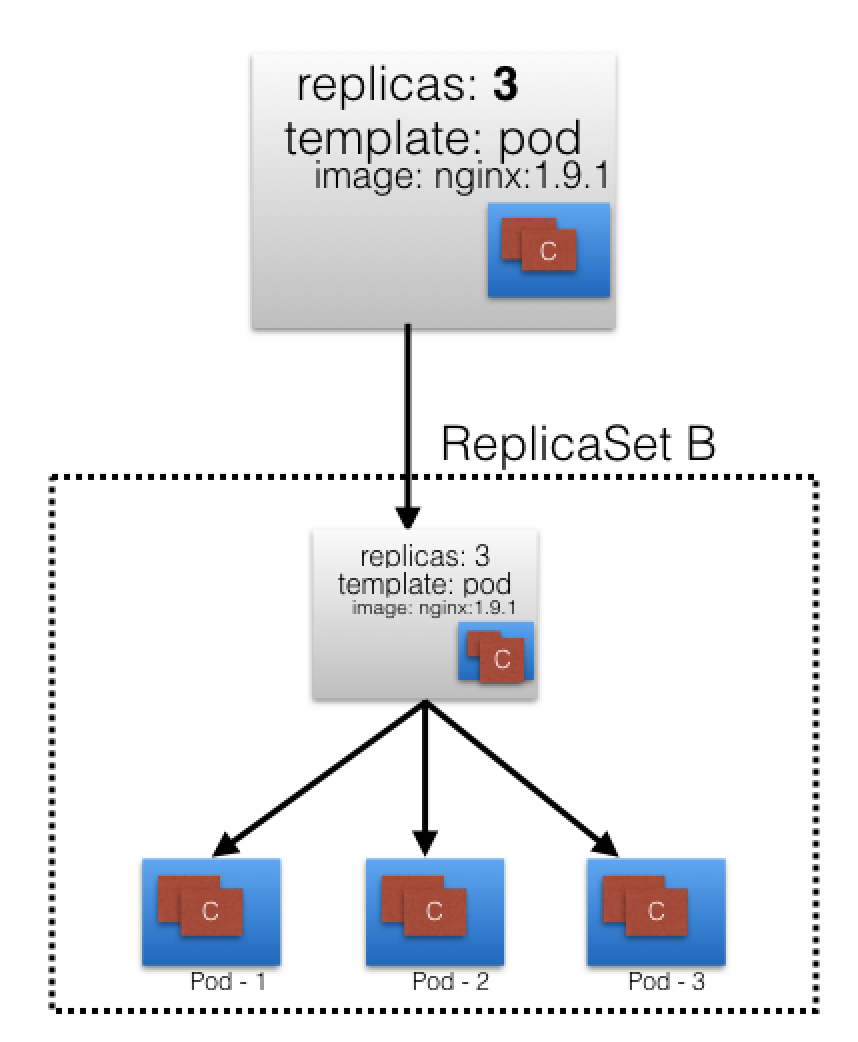 replicas: 3
template: pod
image: nginx:1.9.1
C
ReplicaSet B
replicas: 3
template: pod
image: nginx:1.9.1
C
C
C
C
Pod - 1
Pod - 2
Pod - 3